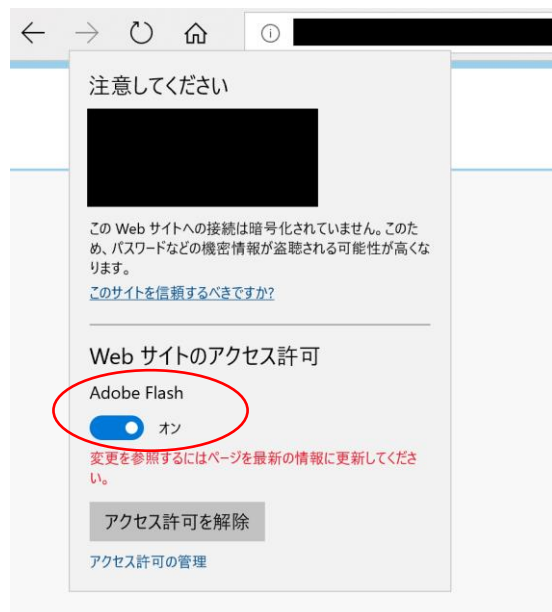 注意してください
この Web サイトへの接続は暗号化されていません。このた
め、パスワードなどの機密情報が盗聴される可能性が高くな
ります。
このサイトを信頼するべきですか?
Web サイトのアクセス許可
Adobe Flash
オン
変更を参照するにはページを最新の情報に更新してくださ
い。
アクセス許可を解除
アクセス許可の管理